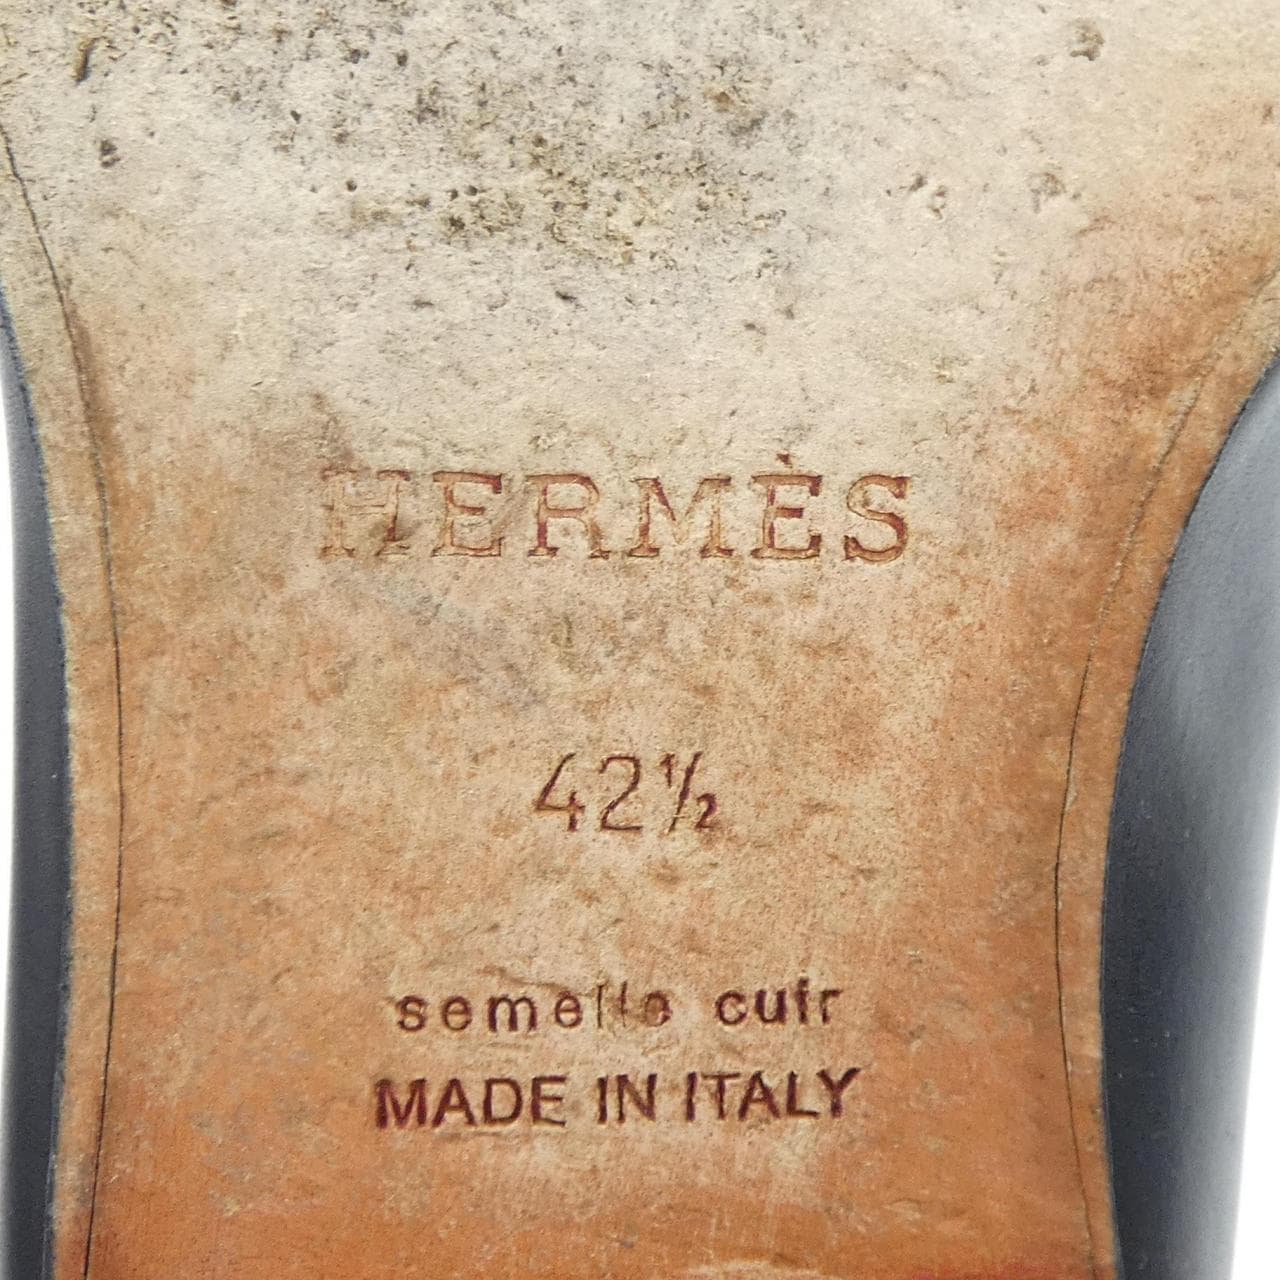 HERMÈS
42½
semelle cuir
MADE IN ITALY